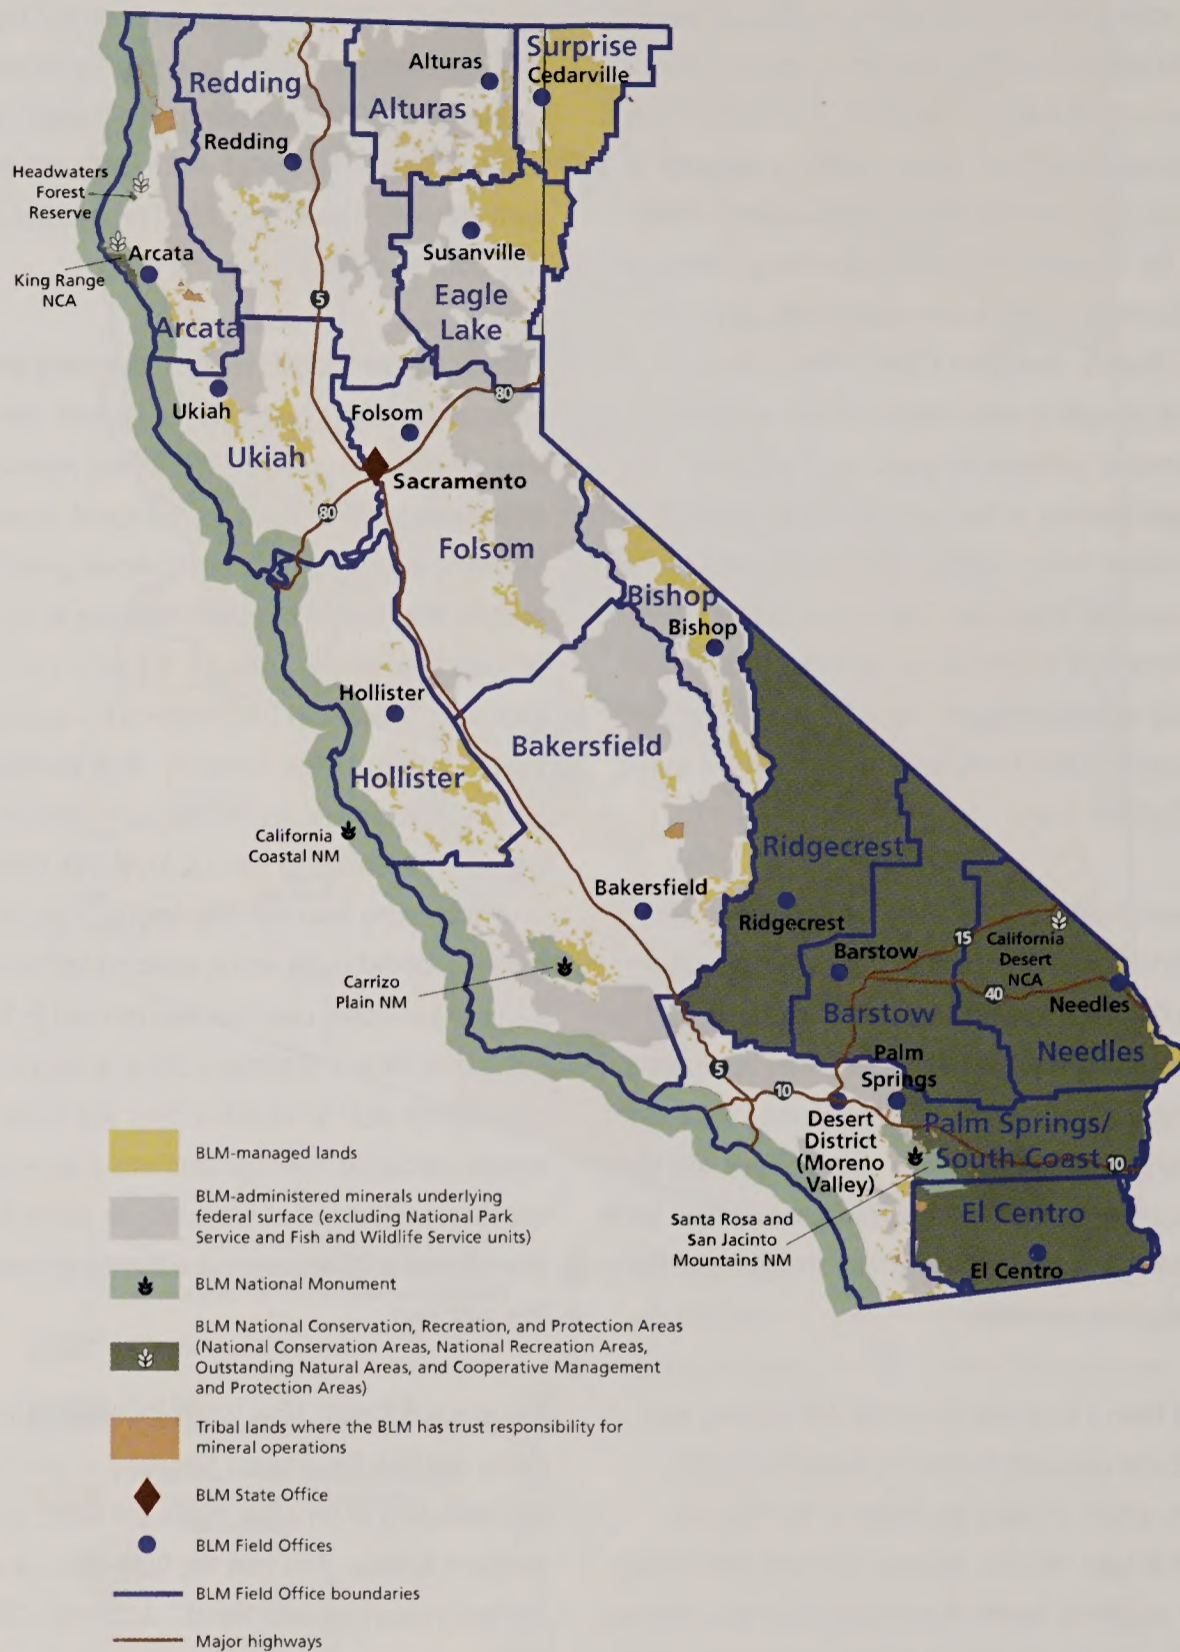 Surprise
Cedarville
Alturas
Alturas
Redding
Redding
Headwaters
Forest
Reserve
Susanville
Arcata
King Range
NCA
Eagle
Lake
5
Arcata
80
Ukiah
Folsom
Ukiah
Sacramento
80
Folsom
Bishop
Bishop
Hollister
Bakersfield
Hollister
California
Coastal NM
Ridgecrest
Bakersfield
Ridgecrest
15
California
Desert
NCA
Barstow
Carrizo
Plain NM
40
Needles
Barstow
Needles
Palm
Springs
5
10
Desert
District
(Moreno
Valley)
Palm Springs/
South Coast
10
Santa Rosa and
San Jacinto
Mountains NM
El Centro
El Centro
BLM-managed lands
BLM-administered minerals underlying
federal surface (excluding National Park
Service and Fish and Wildlife Service units)
BLM National Monument
BLM National Conservation, Recreation, and Protection Areas
(National Conservation Areas, National Recreation Areas,
Outstanding Natural Areas, and Cooperative Management
and Protection Areas)
Tribal lands where the BLM has trust responsibility for
mineral operations
BLM State Office
BLM Field Offices
BLM Field Office boundaries
Major highways